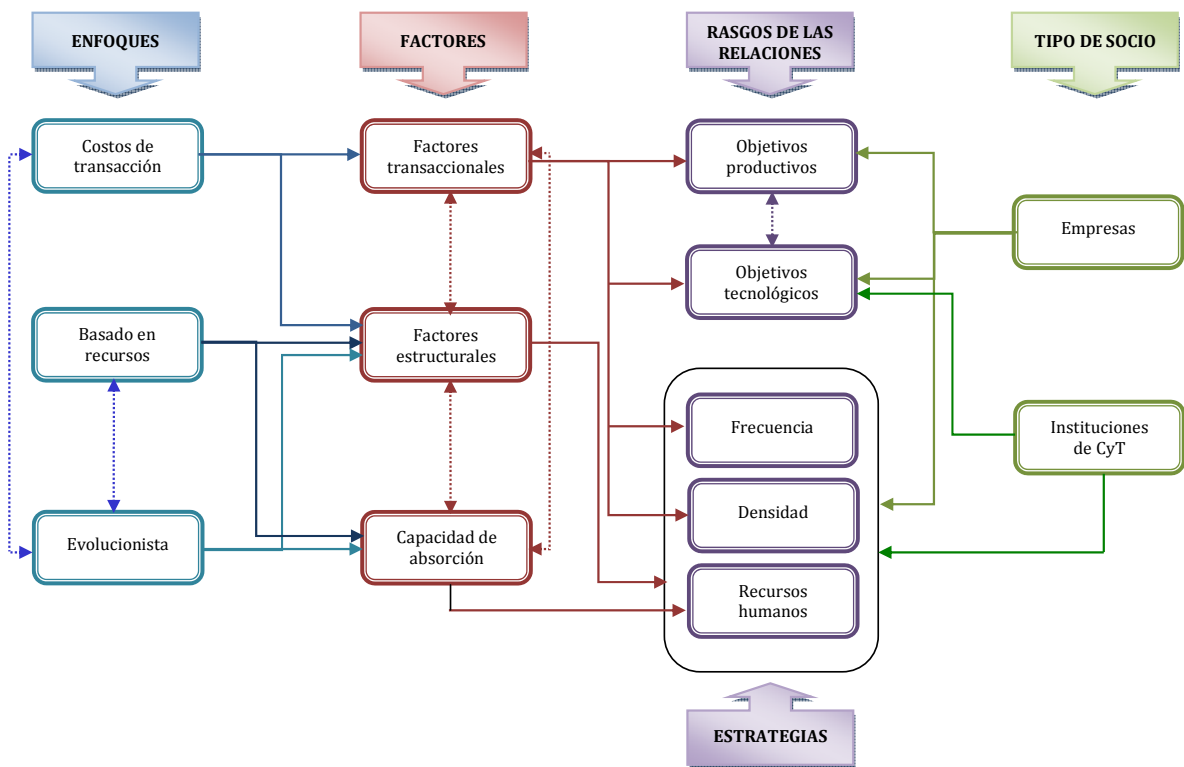 ENFOQUES
FACTORES
RASGOS DE LAS
RELACIONES
TIPO DE SOCIO
Costos de
transacción
Factores
transaccionales
Objetivos
productivos
Empresas
Objetivos
tecnológicos
Basado en
recursos
Factores
estructurales
Frecuencia
Instituciones
de CyT
Evolucionista
Capacidad de
absorción
Densidad
Recursos
humanos
ESTRATEGIAS